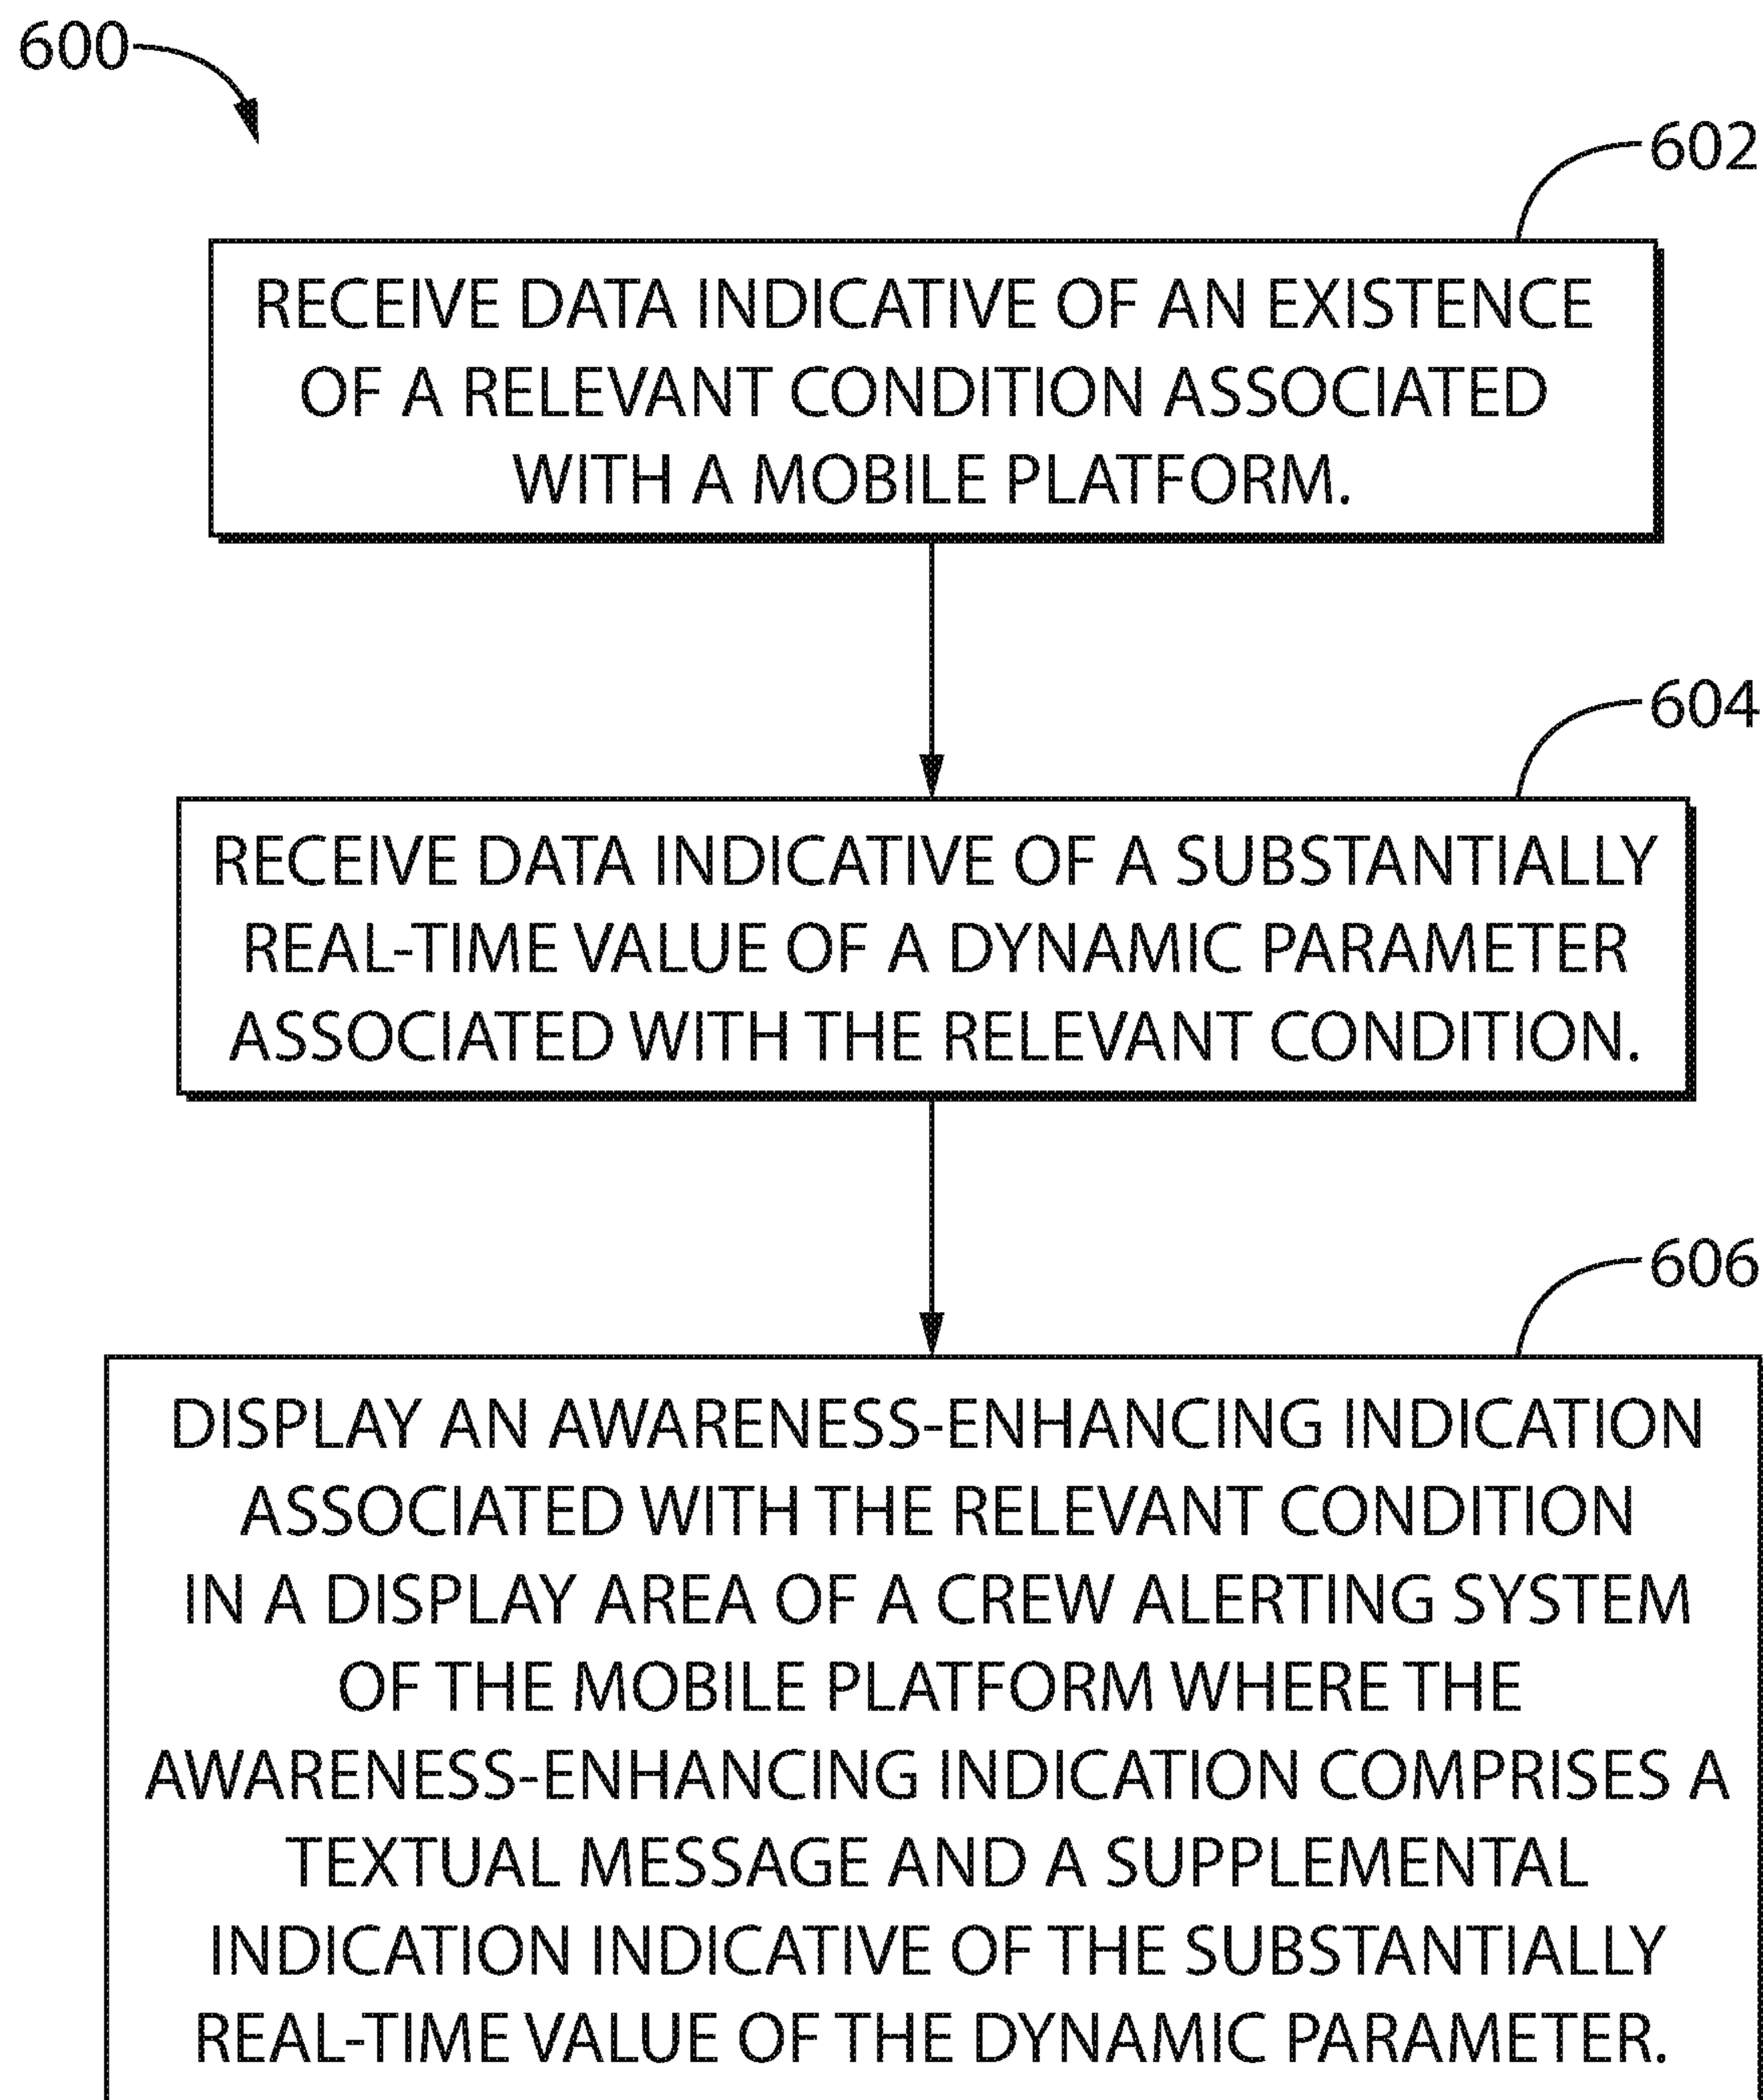 600
602
RECEIVE DATA INDICATIVE OF AN EXISTENCE
OF A RELEVANT CONDITION ASSOCIATED
WITH A MOBILE PLATFORM.
604
RECEIVE DATA INDICATIVE OF A SUBSTANTIALLY
REAL-TIME VALUE OF A DYNAMIC PARAMETER
ASSOCIATED WITH THE RELEVANT CONDITION.
606
DISPLAY AN AWARENESS-ENHANCING INDICATION
ASSOCIATED WITH THE RELEVANT CONDITION
IN A DISPLAY AREA OF A CREW ALERTING SYSTEM
OF THE MOBILE PLATFORM WHERE THE
AWARENESS-ENHANCING INDICATION COMPRISES A
TEXTUAL MESSAGE AND A SUPPLEMENTAL
INDICATION INDICATIVE OF THE SUBSTANTIALLY
REAL-TIME VALUE OF THE DYNAMIC PARAMETER.